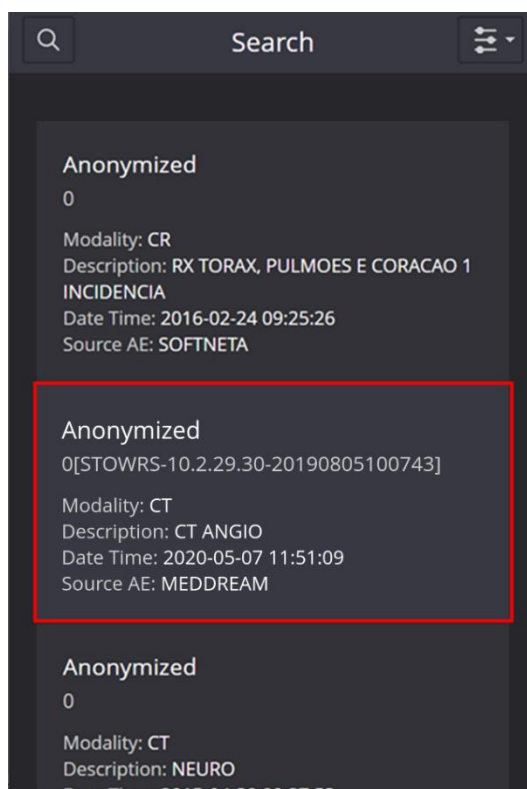 Search
Anonymized
0
Modality: CR
Description: RX TORAX, PULMOES E CORACAO 1
INCIDENCIA
Date Time: 2016-02-24 09:25:26
Source AE: SOFTNETA
Anonymized
0[STOWRS-10.2.29.30-20190805100743]
Modality: CT
Description: CT ANGIO
Date Time: 2020-05-07 11:51:09
Source AE: MEDDREAM
Anonymized
0
Modality: CT
Description: NEURO